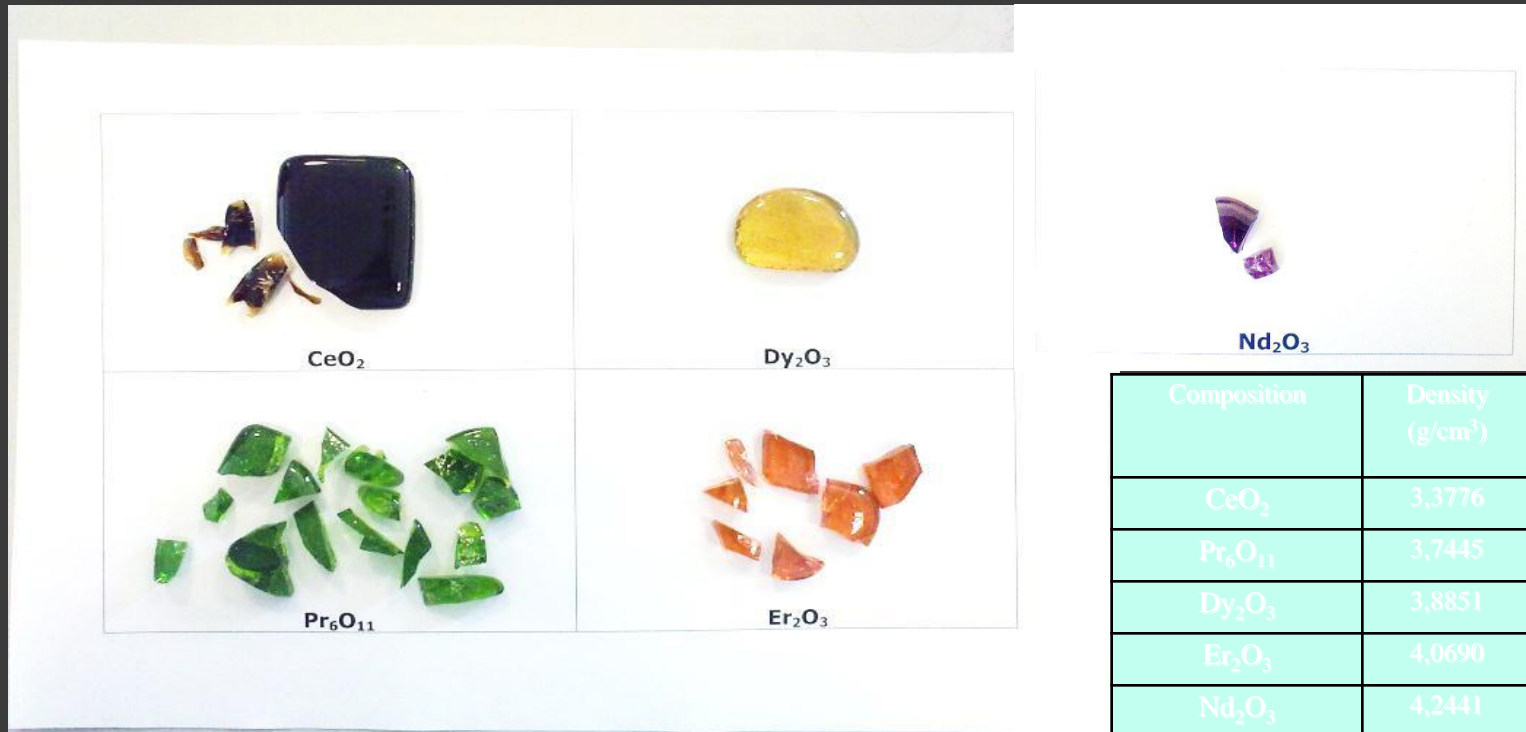 CeO₂
Dy₂O₃
Nd₂O₃
Pr₆O₁₁
Er₂O₃
Composition Density
(g/cm³)
CeO₂ 3,3776
Pr₆O₁₁ 3,7445
Dy₂O₃ 3,8851
Er₂O₃ 4,0690
Nd₂O₃ 4,2441